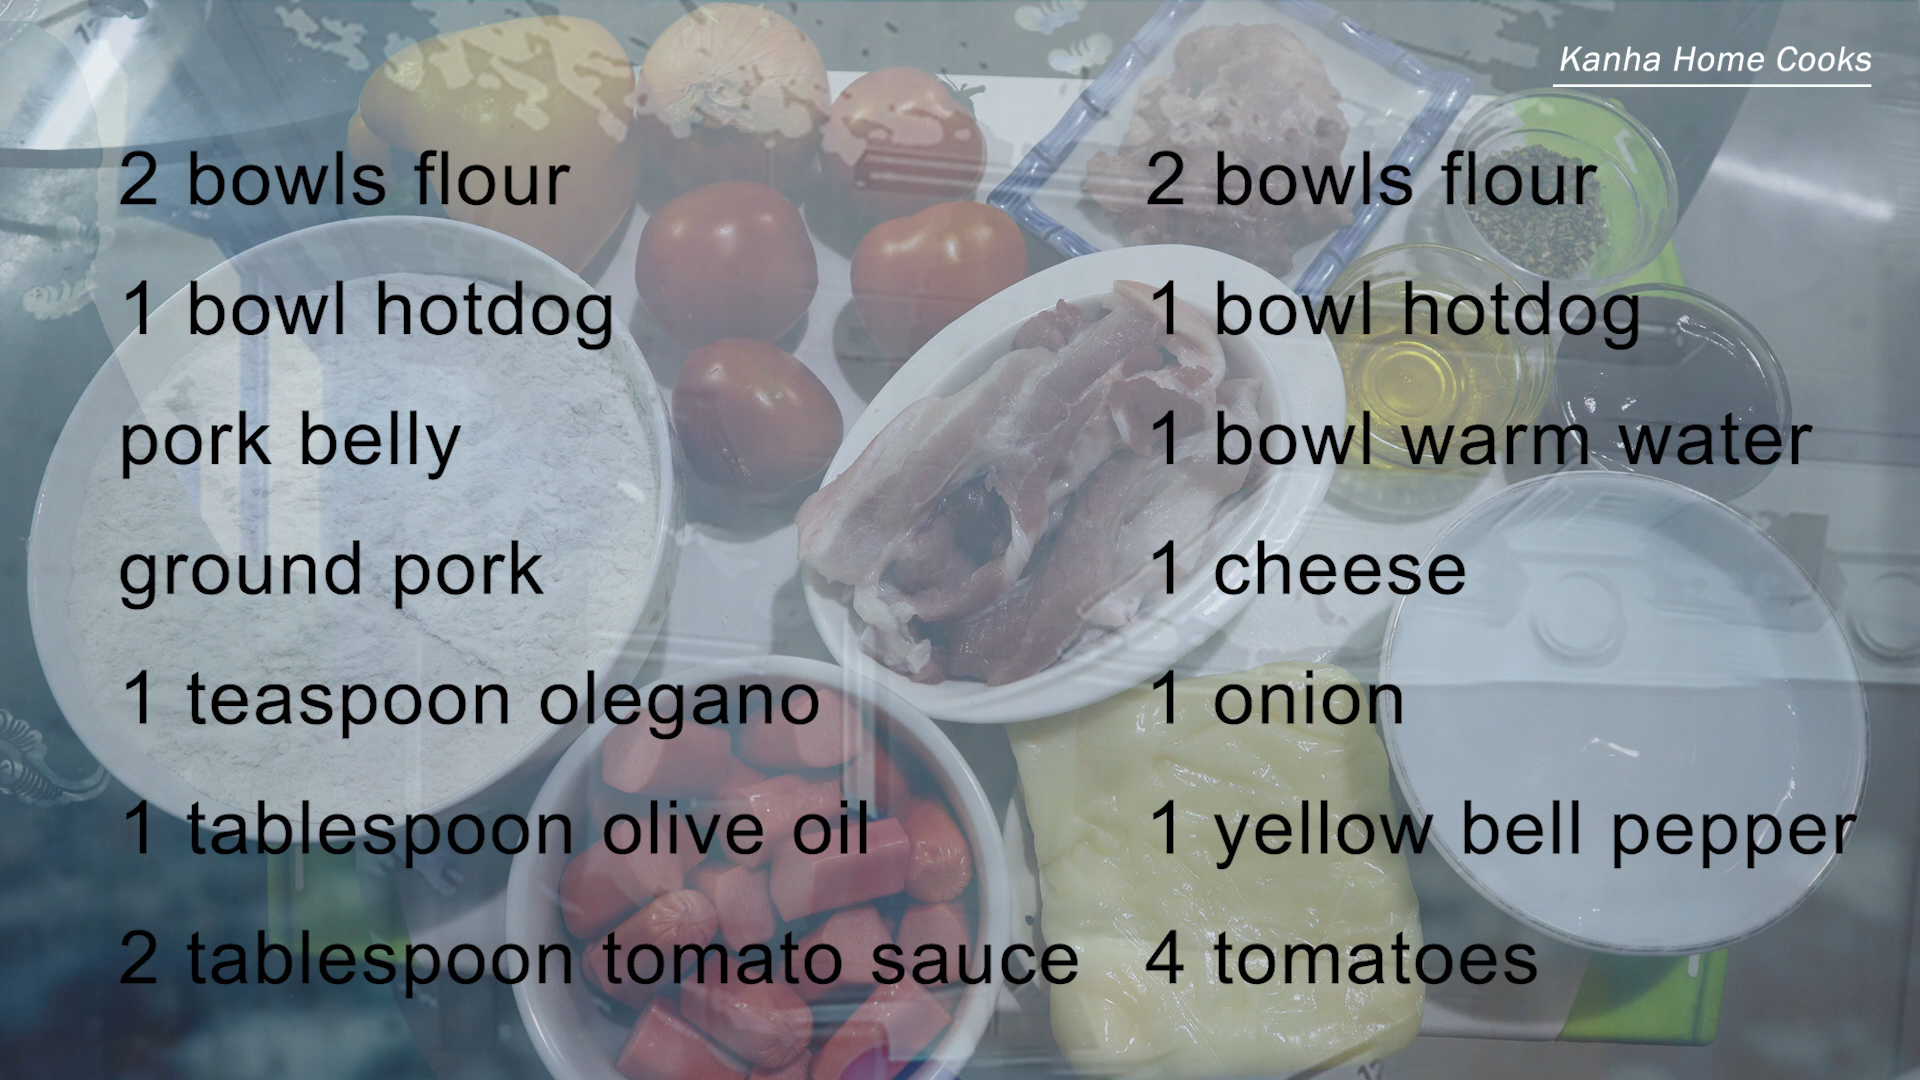 Kanha Home Cooks
2 bowls flour
1 bowl hotdog
pork belly
ground pork
1 teaspoon olegano
1 tablespoon olive oil
2 tablespoon tomato sauce
2 bowls flour
1 bowl hotdog
1 bowl warm water
1 cheese
1 onion
1 yellow bell pepper
4 tomatoes